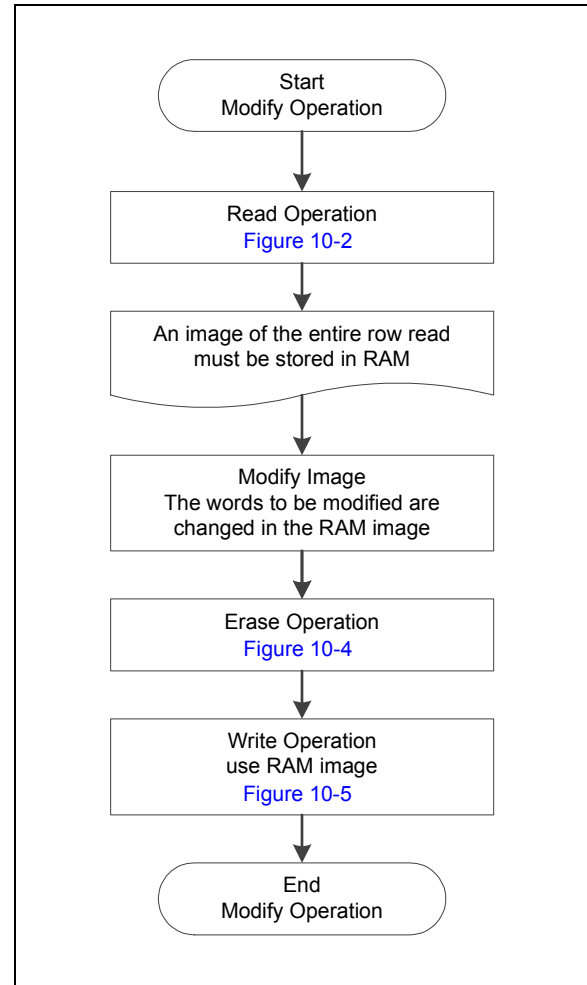 Start
Modify Operation
Read Operation
Figure 10-2
An image of the entire row read
must be stored in RAM
Modify Image
The words to be modified are
changed in the RAM image
Erase Operation
Figure 10-4
Write Operation
use RAM image
Figure 10-5
End
Modify Operation